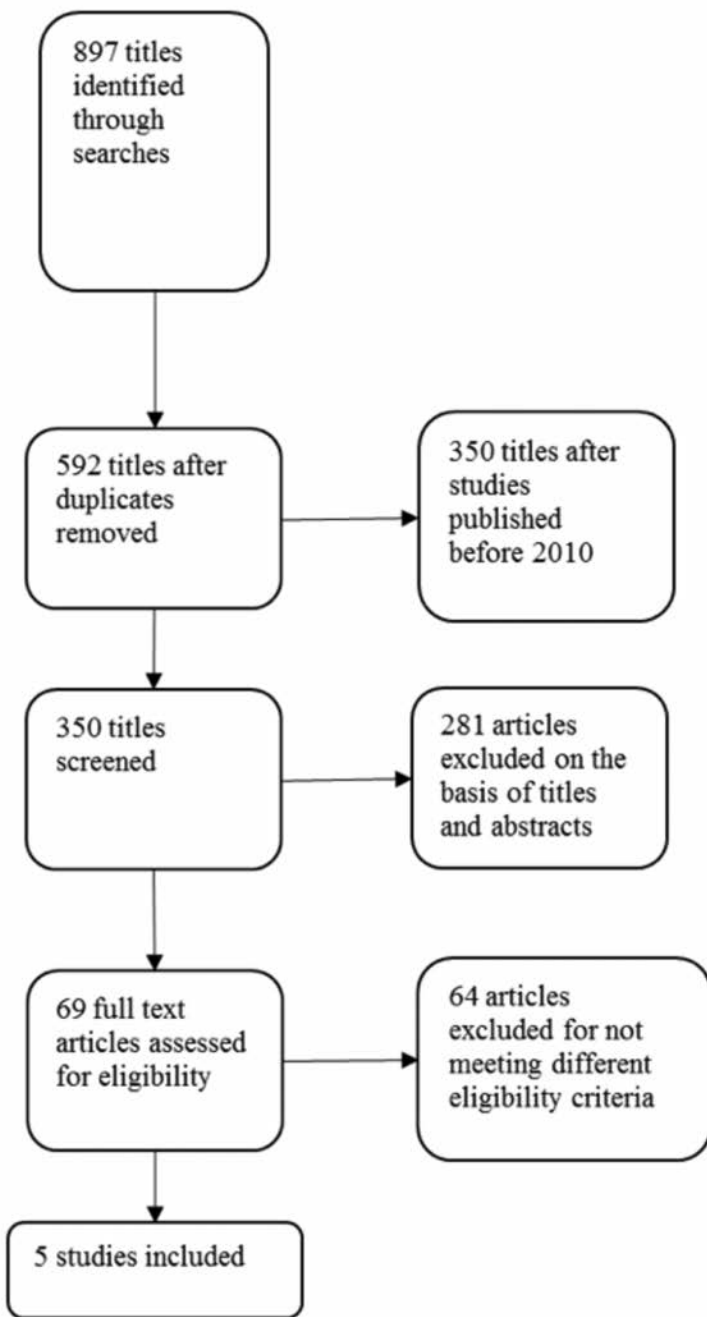 897 titles
identified
through
searches
592 titles after
duplicates
removed
350 titles after
studies
published
before 2010
350 titles
screened
281 articles
excluded on the
basis of titles
and abstracts
69 full text
articles assessed
for eligibility
64 articles
excluded for not
meeting different
eligibility criteria
5 studies included